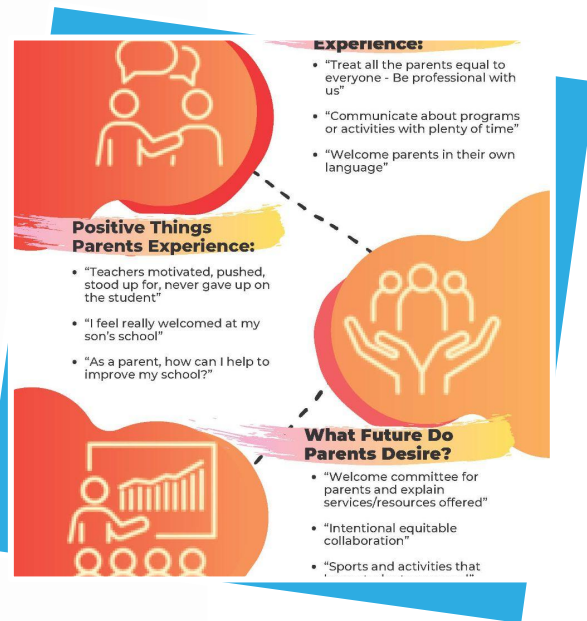 Experience:
• “Treat all the parents equal to
everyone - Be professional with
us”
• “Communicate about programs
or activities with plenty of time”
• “Welcome parents in their own
language”
Positive Things
Parents Experience:
• “Teachers motivated, pushed,
stood up for, never gave up on
the student”
• “I feel really welcomed at my
son’s school”
• “As a parent, how can I help to
improve my school?”
What Future Do
Parents Desire?
• “Welcome committee for
parents and explain
services/resources offered”
• “Intentional equitable
collaboration”
• “Sports and activities that